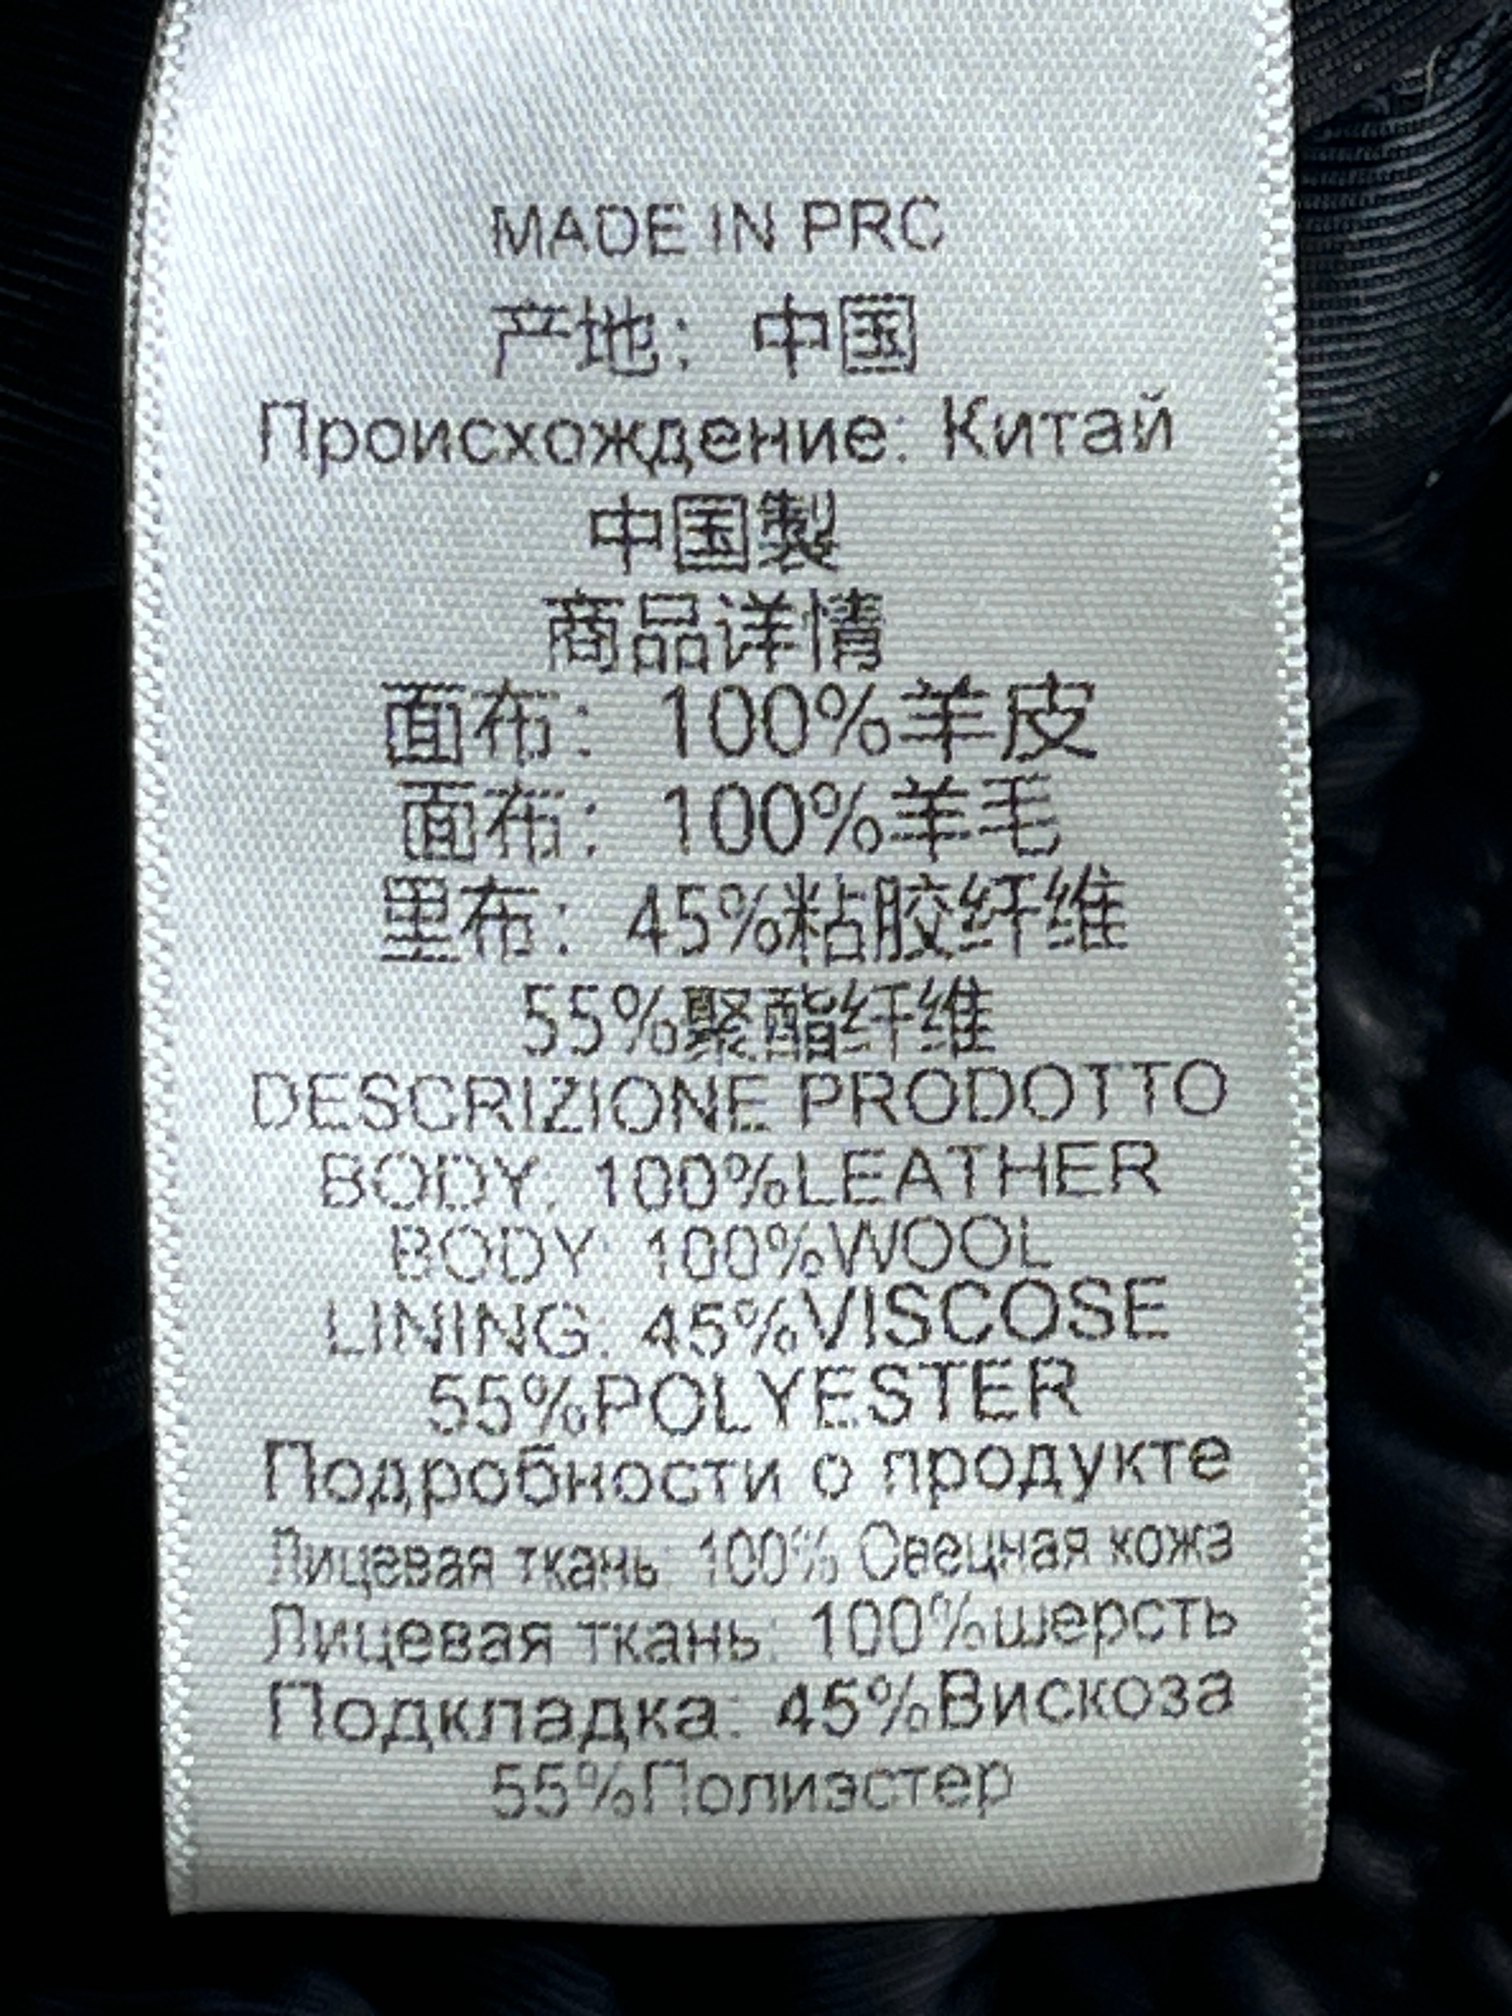 MADE IN PRC
产地：中国
Происхождение: Китай
中国製
商品详情
面布：100%羊皮
面布：100%羊毛
里布：45%粘胶纤维
55%聚酯纤维
DESCRIZIONE PRODOTTO
BODY: 100%LEATHER
BODY: 100%WOOL
LINING: 45%VISCOSE
55%POLYESTER
Подробности о продукте
Лицевая ткань: 100% Овечная кожа
Лицевая ткань: 100%шерсть
Подкладка: 45%Вискоза
55%Полиэстер